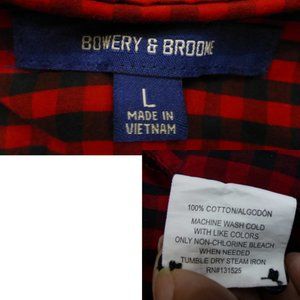 BOWERY & BROOME
L
MADE IN
VIETNAM
100% COTTON/ALGODÓN
MACHINE WASH COLD
WITH LIKE COLORS
ONLY NON-CHLORINE BLEACH
WHEN NEEDED
TUMBLE DRY STEAM IRON
RN#131525